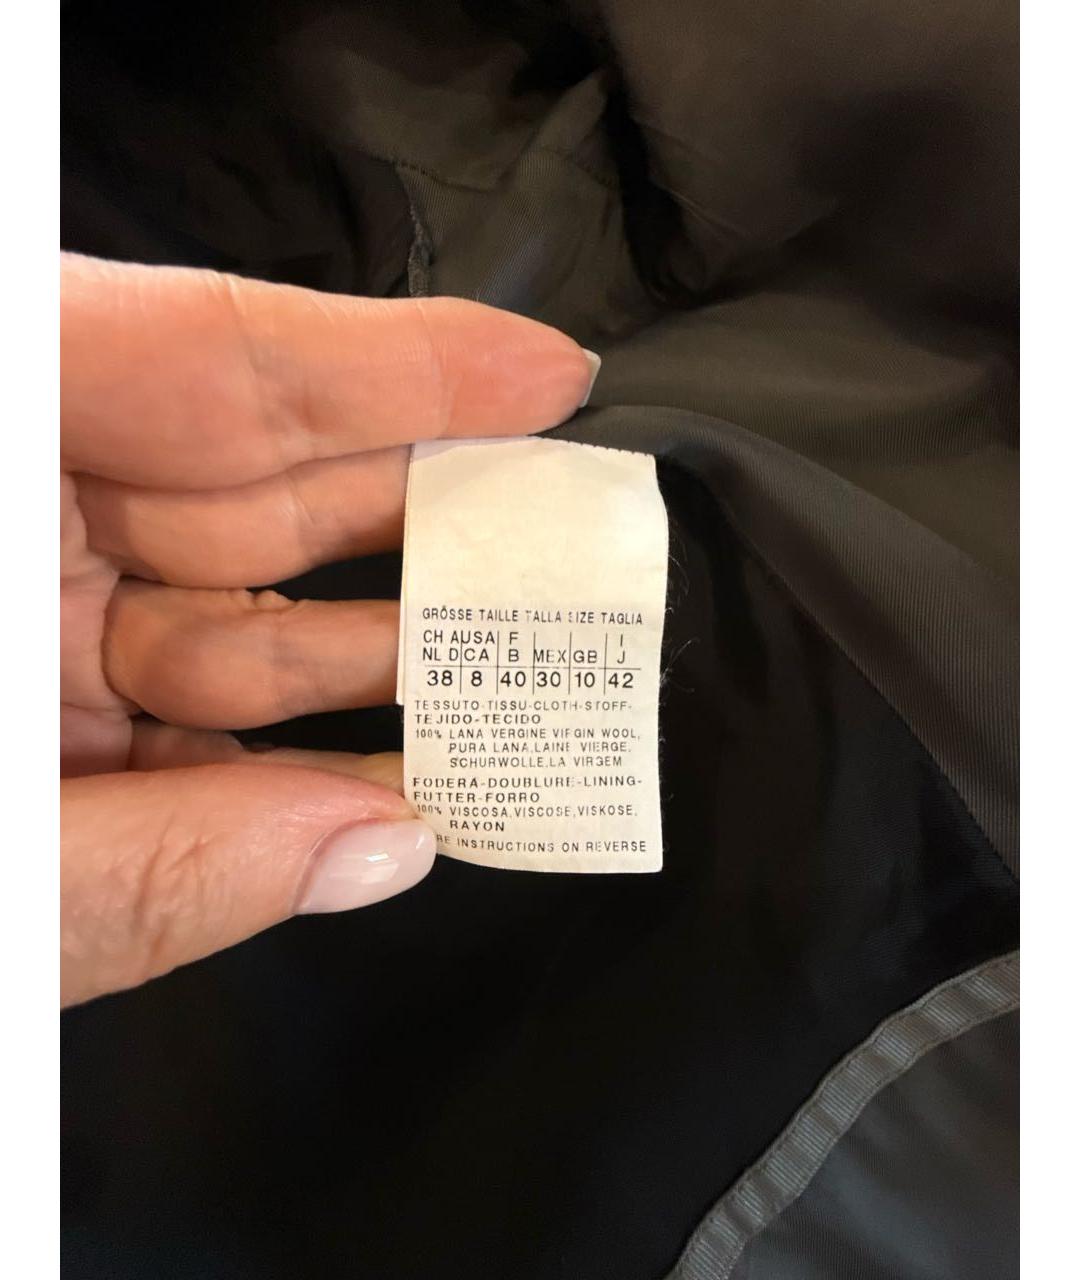 GRÖSSE TAILLE TALLA SIZE TAGLIA
CH A USA F I
NL D CA B MEX GB J
38 8 40 30 10 42
TESSUTO-TISSU-CLOTH-STOFF-
TEJIDO-TECIDO
100% LANA VERGINE VIRGIN WOOL,
PURA LANA,LAINE VIERGE,
SCHURWOLLE,LA VIRGEM
FODERA-DOUBLURE-LINING-
FUTTER-FORRO
100% VISCOSA,VISCOSE,VISKOSE,
RAYON
RE INSTRUCTIONS ON REVERSE